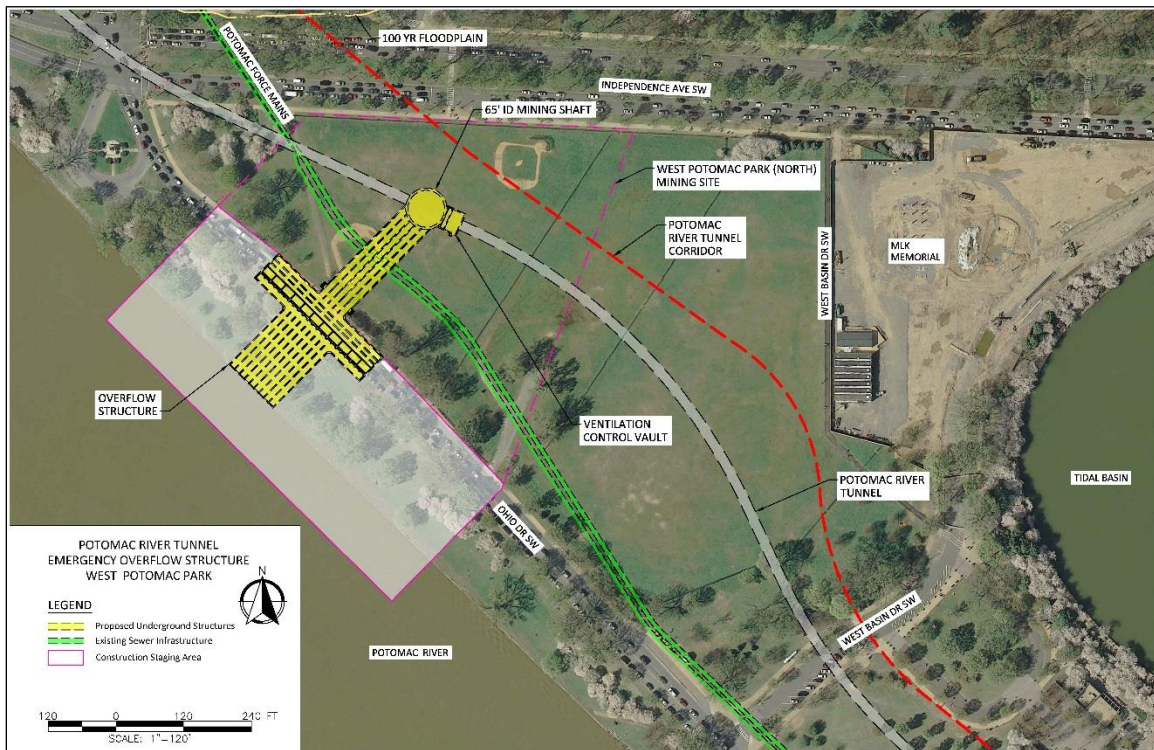 100 YR FLOODPLAIN
POTOMAC FORCE MAINS
INDEPENDENCE AVE SW
65' ID MINING SHAFT
WEST POTOMAC PARK (NORTH)
MINING SITE
POTOMAC
RIVER TUNNEL
CORRIDOR
WEST BASIN DR SW
MLK
MEMORIAL
OVERFLOW
STRUCTURE
VENTILATION
CONTROL VAULT
POTOMAC RIVER
TUNNEL
TIDAL BASIN
OHIO DR SW
WEST BASIN DR SW
POTOMAC RIVER
POTOMAC RIVER TUNNEL
EMERGENCY OVERFLOW STRUCTURE
WEST POTOMAC PARK
N
LEGEND
Proposed Underground Structures
Existing Sewer Infrastructure
Construction Staging Area
120 0 120 240 FT
SCALE: 1"-120'